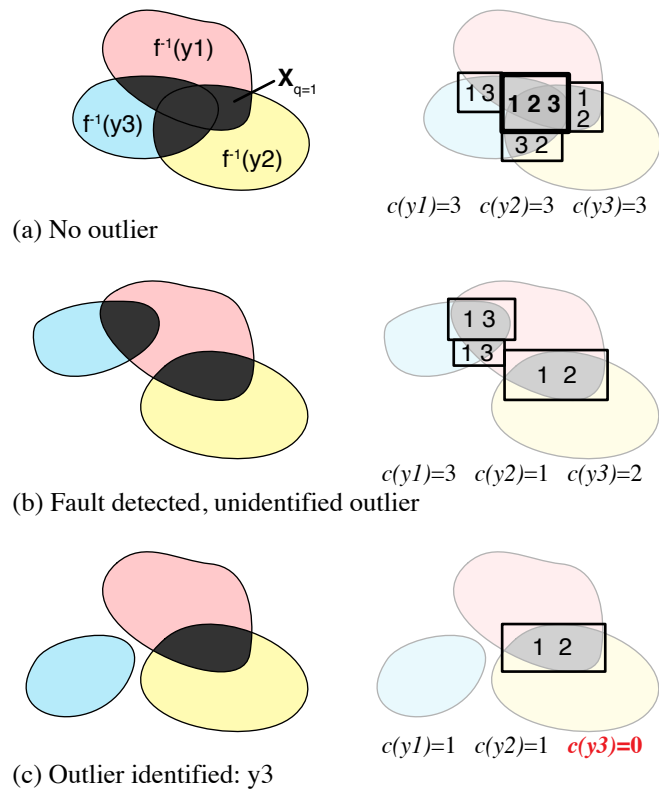 f⁻¹(y1)
X_q=1
f⁻¹(y3)
f⁻¹(y2)
1 3
1 2 3
1
2
3 2
c(y1)=3 c(y2)=3 c(y3)=3
(a) No outlier
1 3
1 3
1 2
c(y1)=3 c(y2)=1 c(y3)=2
(b) Fault detected, unidentified outlier
1 2
c(y1)=1 c(y2)=1 c(y3)=0
(c) Outlier identified: y3